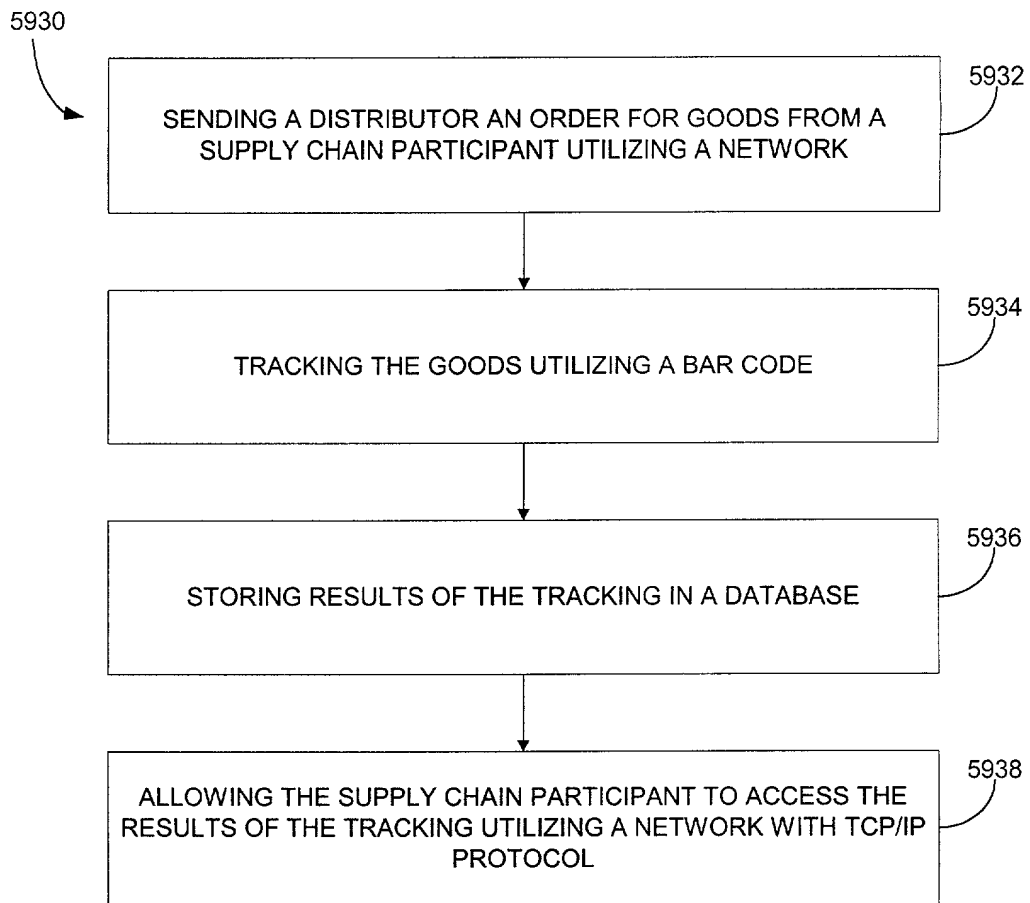 5930
5932
SENDING A DISTRIBUTOR AN ORDER FOR GOODS FROM A
SUPPLY CHAIN PARTICIPANT UTILIZING A NETWORK
5934
TRACKING THE GOODS UTILIZING A BAR CODE
5936
STORING RESULTS OF THE TRACKING IN A DATABASE
5938
ALLOWING THE SUPPLY CHAIN PARTICIPANT TO ACCESS THE
RESULTS OF THE TRACKING UTILIZING A NETWORK WITH TCP/IP
PROTOCOL